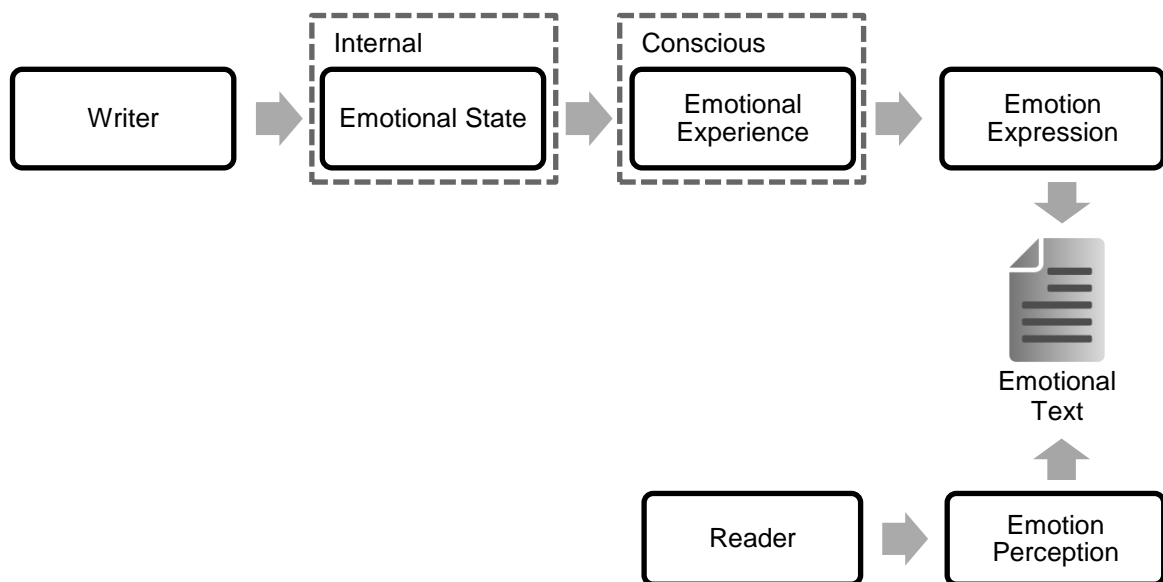 Internal
Conscious
Writer
Emotional State
Emotional
Experience
Emotion
Expression
Emotional
Text
Reader
Emotion
Perception